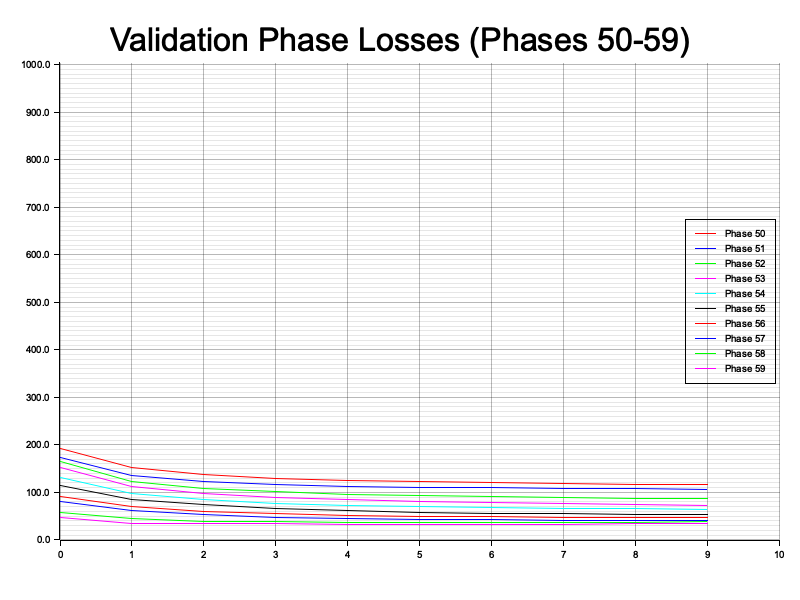 Validation Phase Losses (Phases 50-59)
1000.0
900.0
800.0
700.0
600.0
500.0
400.0
300.0
200.0
100.0
0.0
0 1 2 3 4 5 6 7 8 9 10
Phase 50
Phase 51
Phase 52
Phase 53
Phase 54
Phase 55
Phase 56
Phase 57
Phase 58
Phase 59